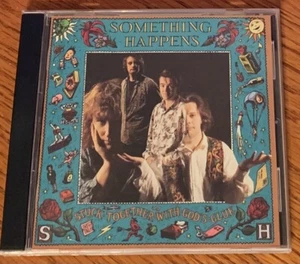 SOMETHING
HAPPENS
STUCK TOGETHER WITH GOD'S GLUE
S H